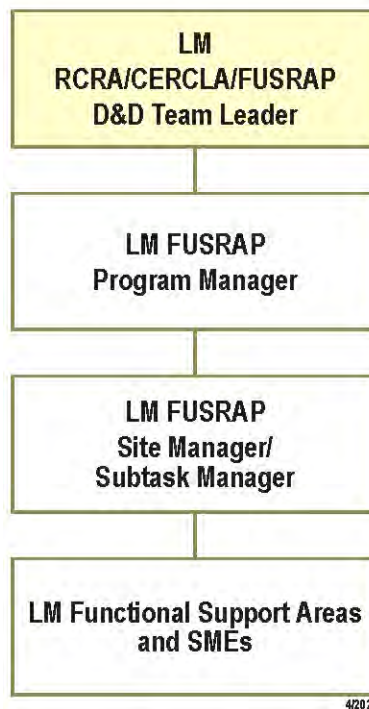 LM
RCRA/CERCLA/FUSRAP
D&D Team Leader
LM FUSRAP
Program Manager
LM FUSRAP
Site Manager/
Subtask Manager
LM Functional Support Areas
and SMEs